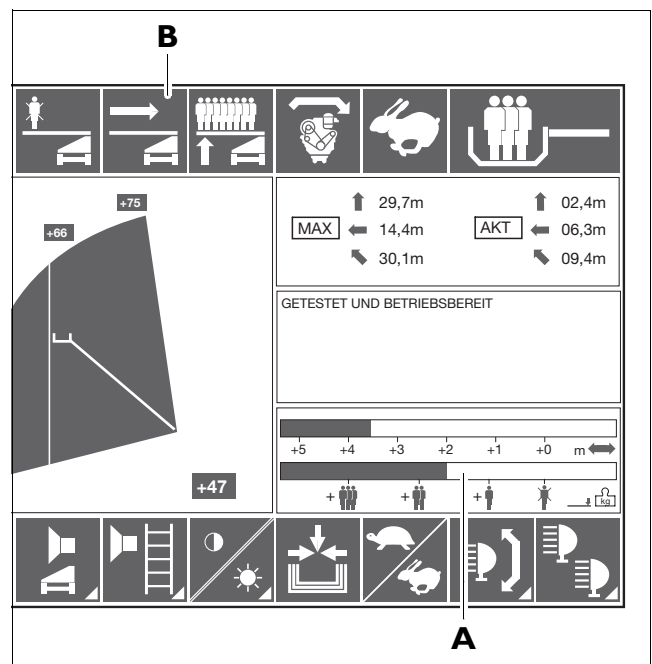 B
+75
+66
+47
MAX
29,7m
14,4m
30,1m
AKT
02,4m
06,3m
09,4m
GETESTET UND BETRIEBSBEREIT
+5 +4 +3 +2 +1 +0 m
+ + + kg
A